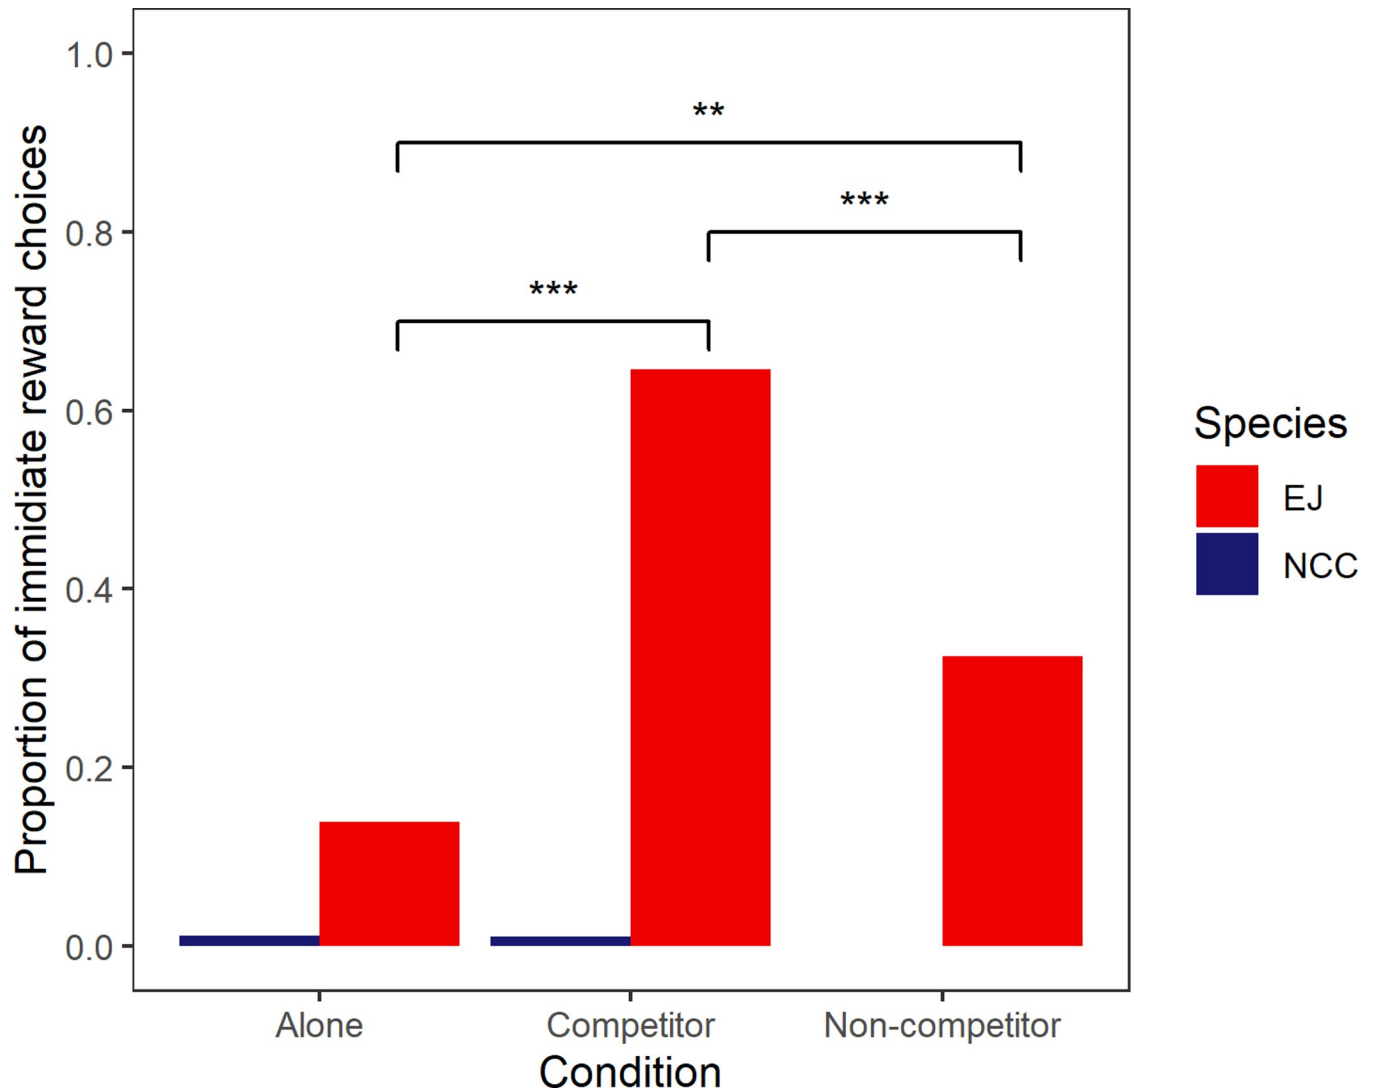 Proportion of immidiate reward choices
1.0
0.8
0.6
0.4
0.2
0.0
**
***
***
Alone
Competitor
Non-competitor
Condition
Species
EJ
NCC